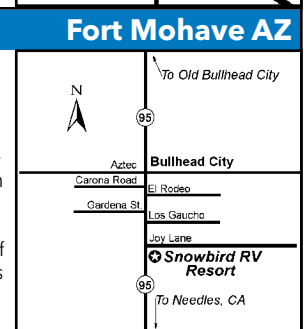 Fort Mohave AZ
To Old Bullhead City
N
95
Aztec Bullhead City
Carona Road
El Rodeo
Gardena St.
Los Gaucho
Joy Lane
Snowbird RV
Resort
95
To Needles, CA